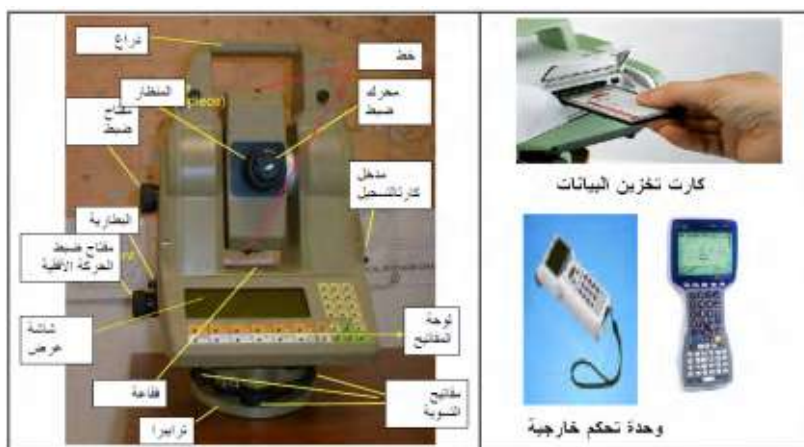 ذراع
خط
المنظار
محرك
ضبط
مفتاح
ضبط
مدخل
كارت التسجيل
البطارية
مفتاح ضبط
الحركة الأفقية
شاشة
عرض
لوحة
المفاتيح
فقاعة
مفاتيح
التسوية
ترايبرا
كارت تخزين البيانات
وحدة تحكم خارجية